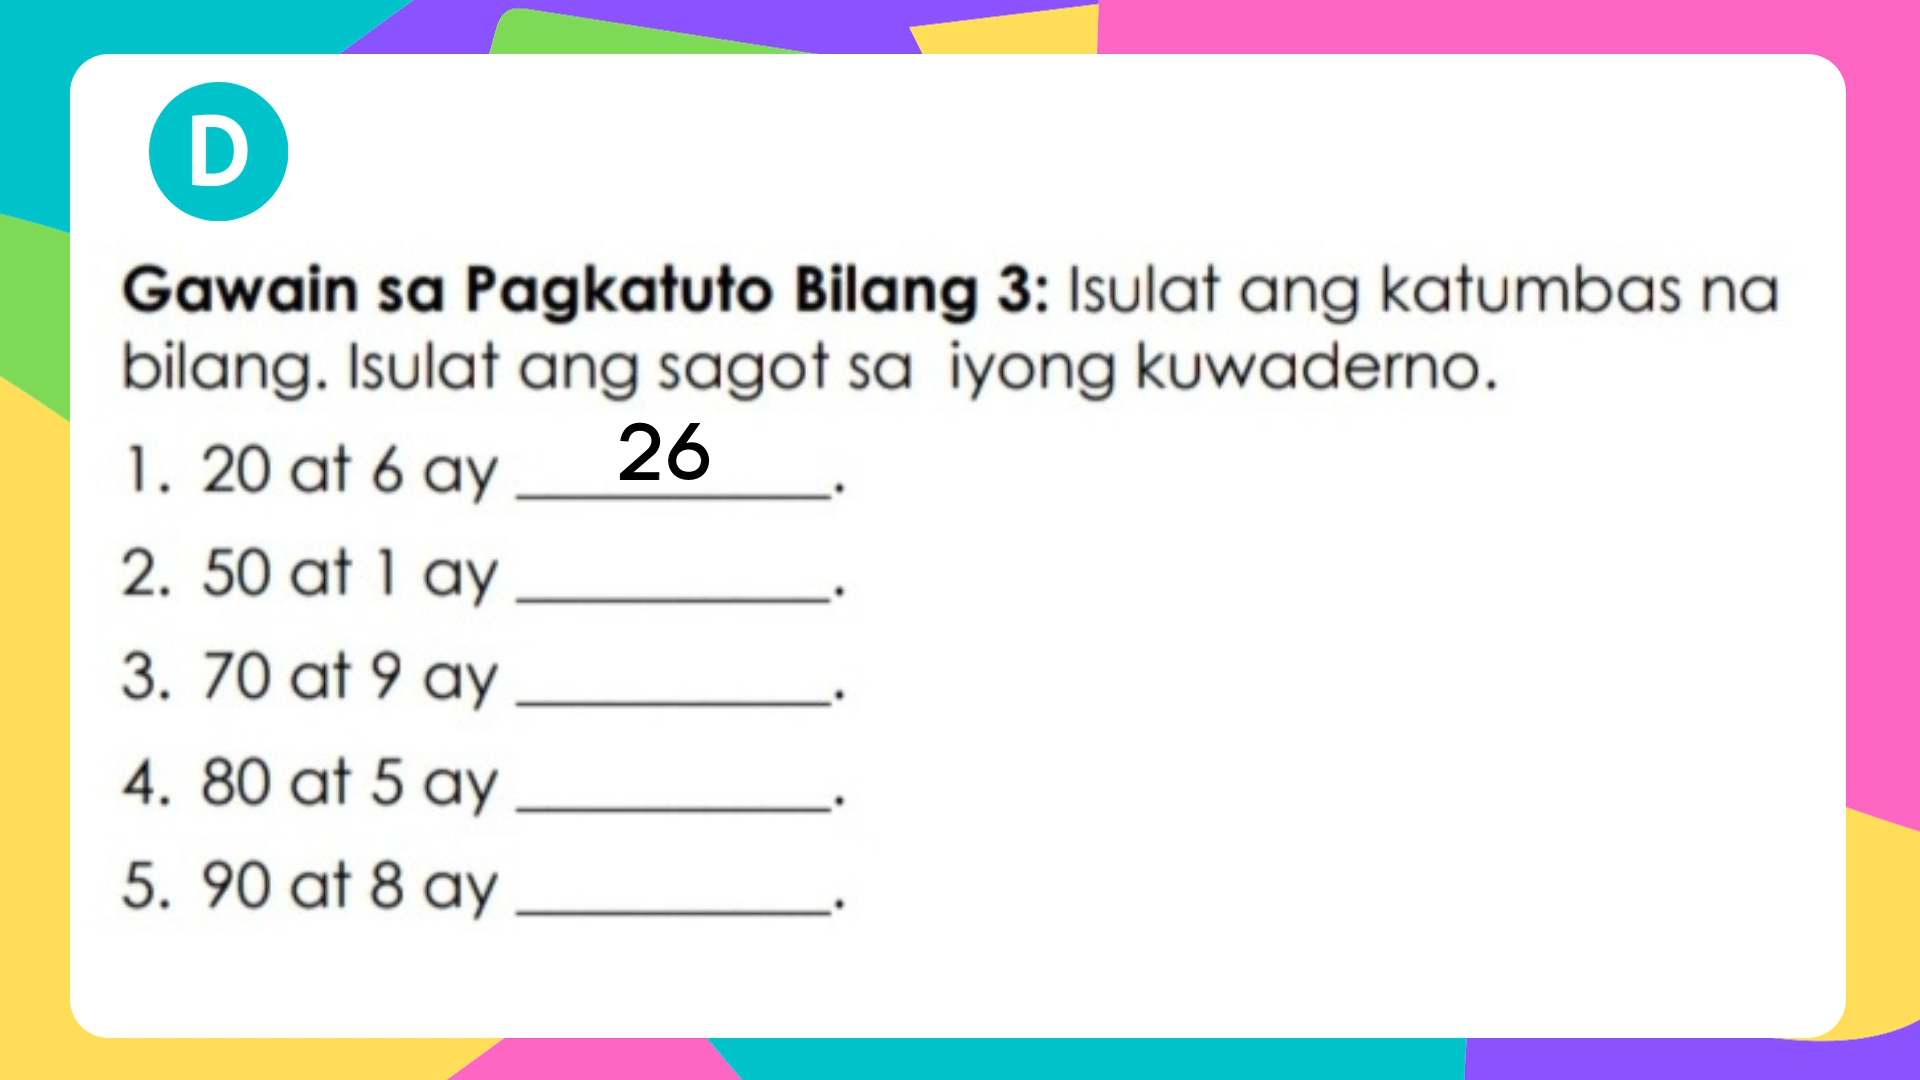 D
Gawain sa Pagkatuto Bilang 3: Isulat ang katumbas na
bilang. Isulat ang sagot sa iyong kuwaderno.
1. 20 at 6 ay ___26___.
2. 50 at 1 ay __________.
3. 70 at 9 ay __________.
4. 80 at 5 ay __________.
5. 90 at 8 ay __________.